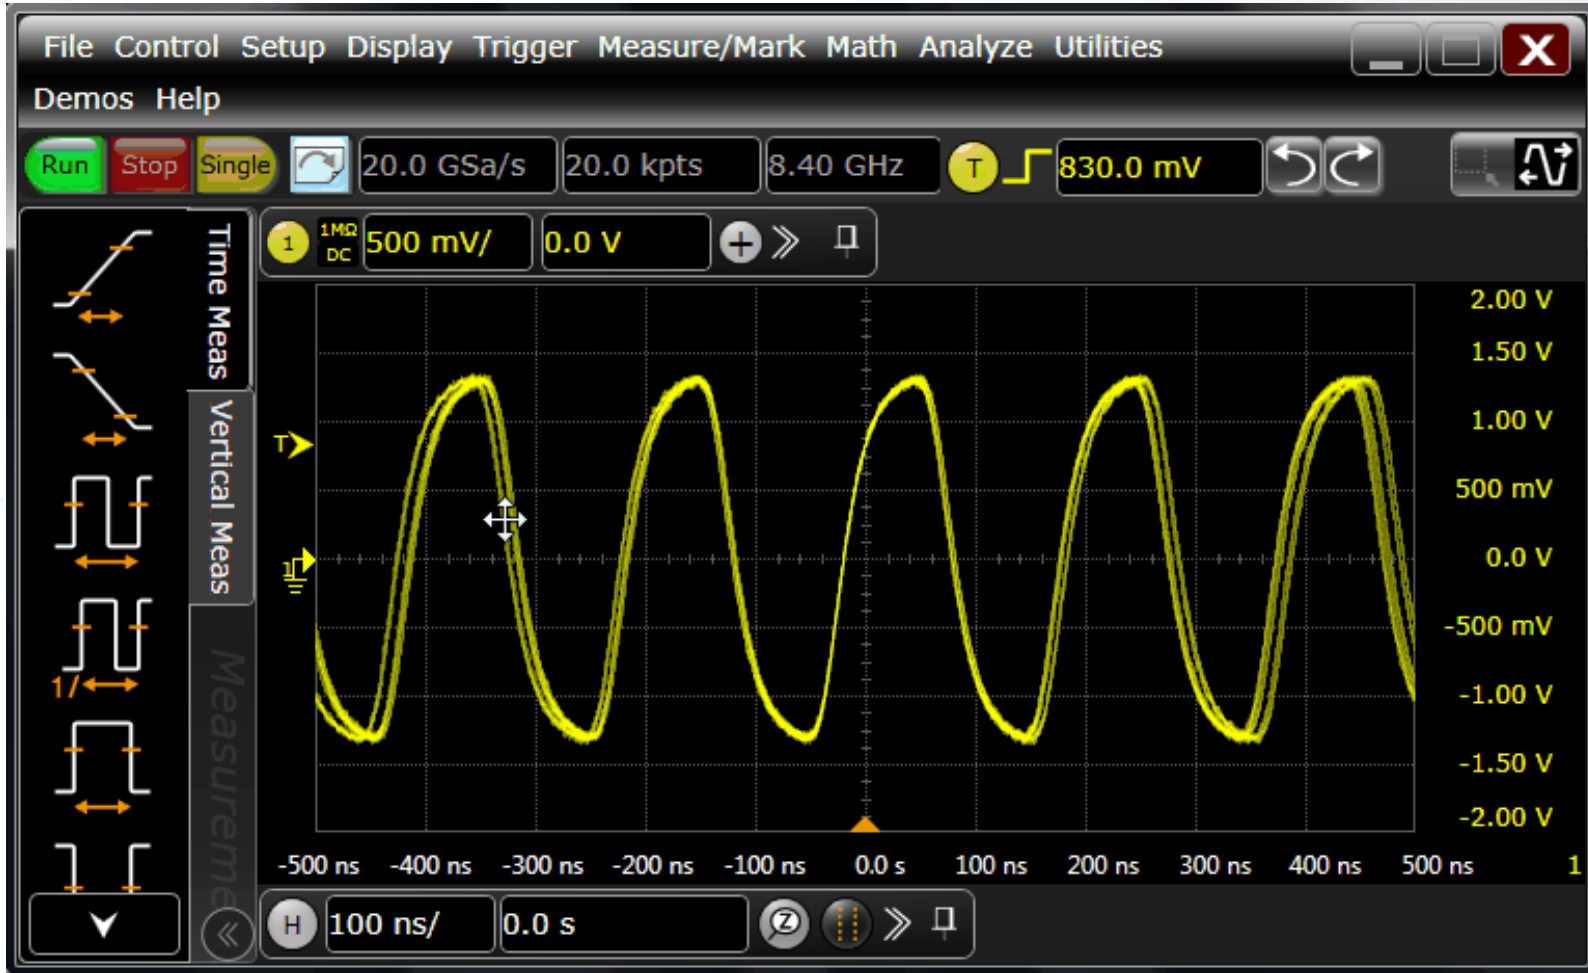 File Control Setup Display Trigger Measure/Mark Math Analyze Utilities
Demos Help
Run Stop Single 20.0 GSa/s 20.0 kpts 8.40 GHz T 830.0 mV
1 1MΩ DC 500 mV/ 0.0 V
Time Meas
Vertical Meas
Measureme
1/
T
1
2.00 V
1.50 V
1.00 V
500 mV
0.0 V
-500 mV
-1.00 V
-1.50 V
-2.00 V
-500 ns -400 ns -300 ns -200 ns -100 ns 0.0 s 100 ns 200 ns 300 ns 400 ns 500 ns 1
H 100 ns/ 0.0 s Z